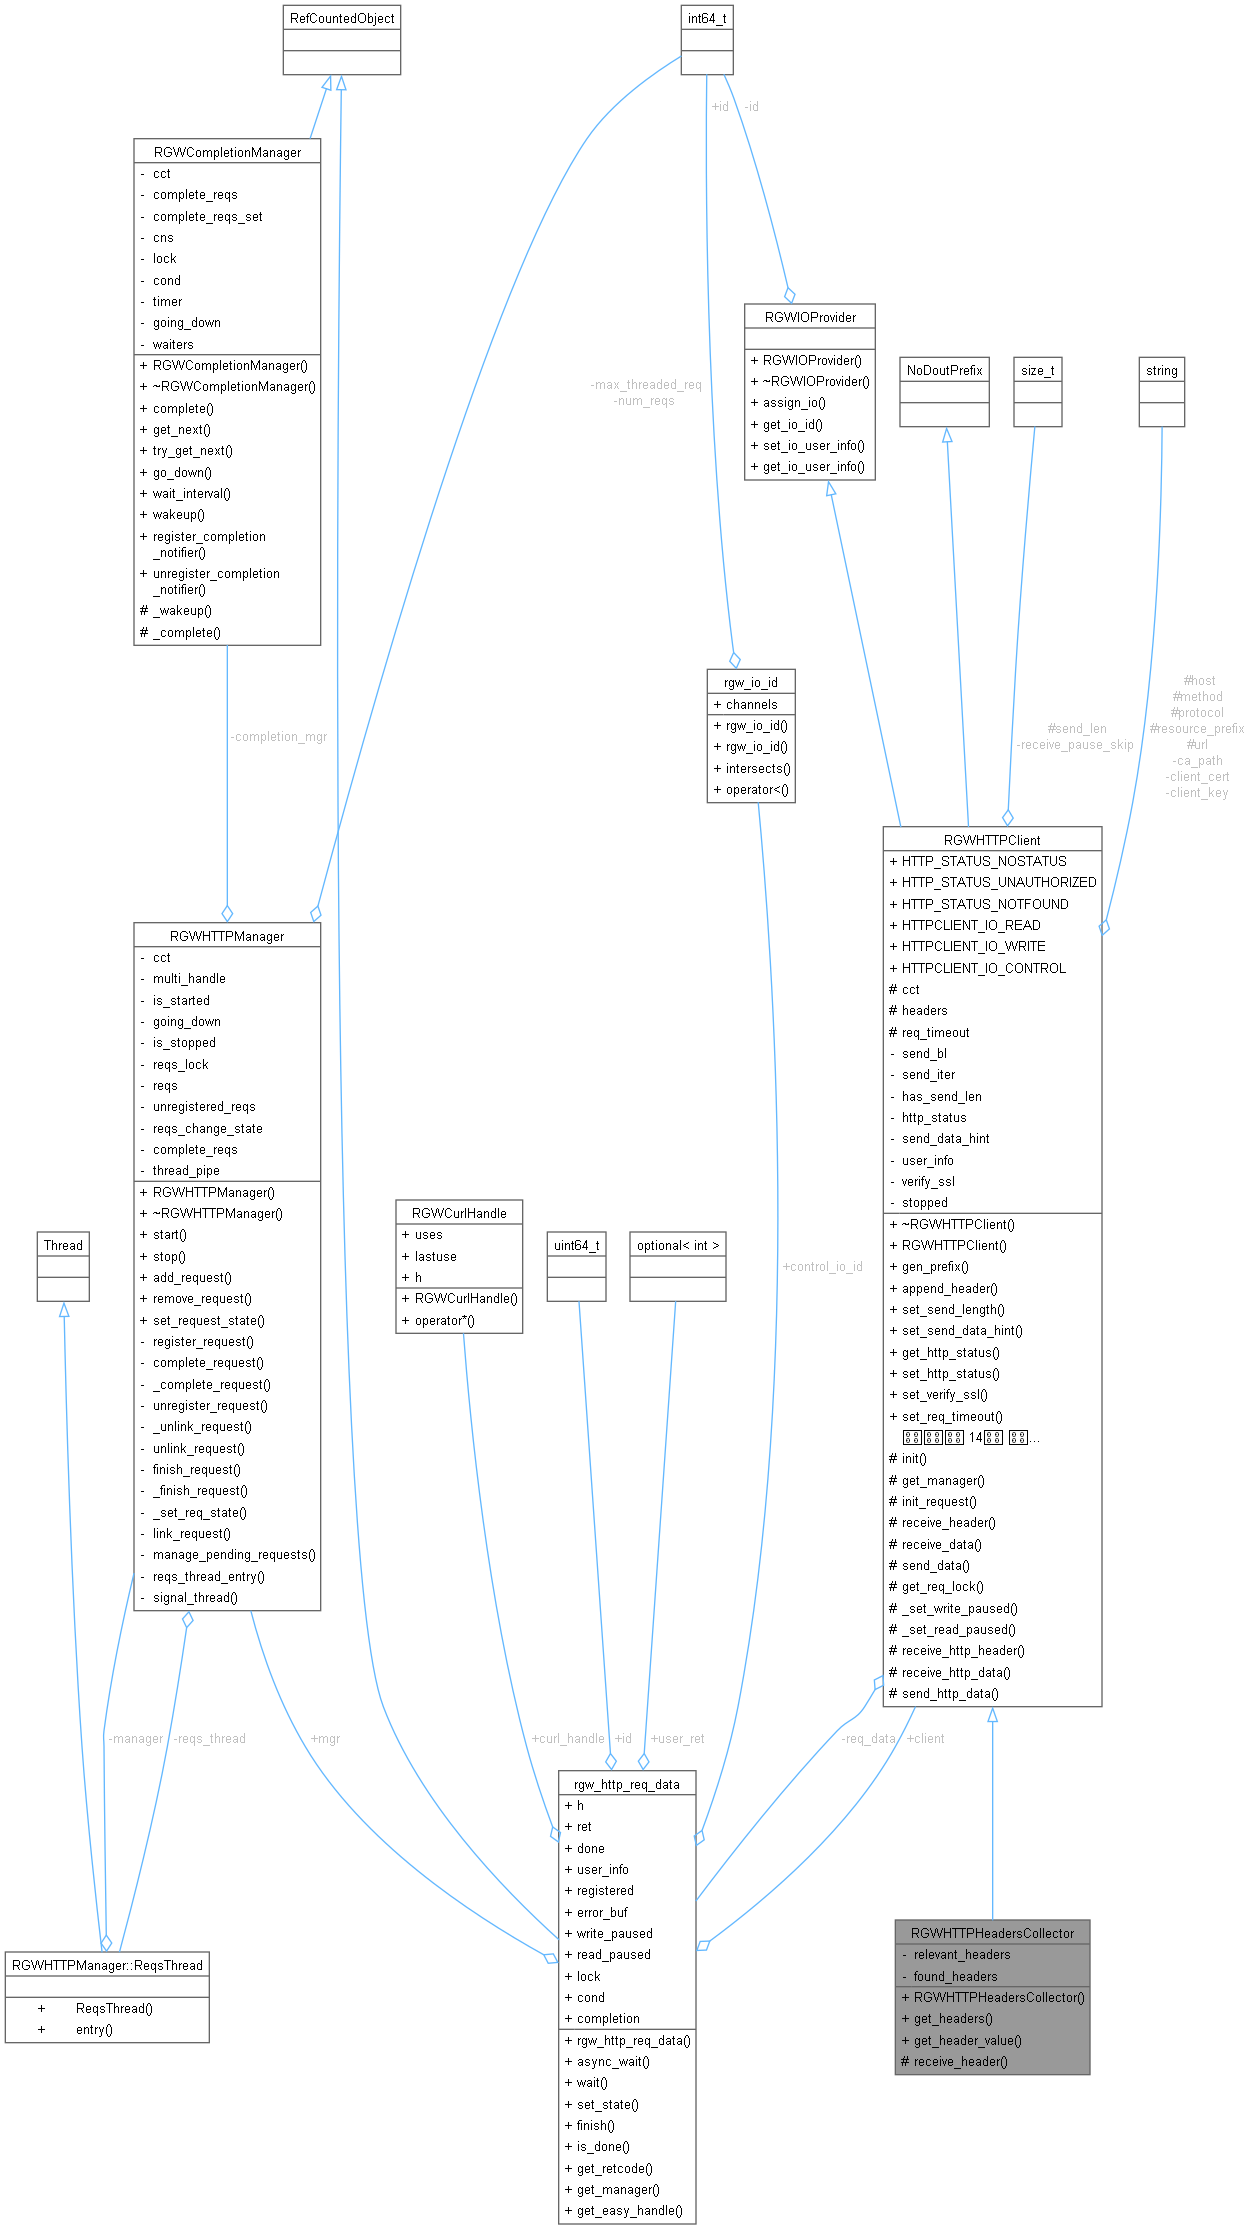 RefCountedObject
int64_t
+id
-id
RGWCompletionManager
- cct
- complete_reqs
- complete_reqs_set
- cns
- lock
- cond
- timer
- going_down
- waiters
+ RGWCompletionManager()
+ ~RGWCompletionManager()
+ complete()
+ get_next()
+ try_get_next()
+ go_down()
+ wait_interval()
+ wakeup()
+ register_completion
_notifier()
+ unregister_completion
_notifier()
# _wakeup()
# _complete()
-max_threaded_req
-num_reqs
RGWIOProvider
+ RGWIOProvider()
+ ~RGWIOProvider()
+ assign_io()
+ get_io_id()
+ set_io_user_info()
+ get_io_user_info()
NoDoutPrefix
size_t
string
-completion_mgr
rgw_io_id
+ channels
+ rgw_io_id()
+ rgw_io_id()
+ intersects()
+ operator<()
#send_len
-receive_pause_skip
#host
#method
#protocol
#resource_prefix
#url
-ca_path
-client_cert
-client_key
RGWHTTPManager
- cct
- multi_handle
- is_started
- going_down
- is_stopped
- reqs_lock
- reqs
- unregistered_reqs
- reqs_change_state
- complete_reqs
- thread_pipe
+ RGWHTTPManager()
+ ~RGWHTTPManager()
+ start()
+ stop()
+ add_request()
+ remove_request()
+ set_request_state()
- register_request()
- complete_request()
- _complete_request()
- unregister_request()
- _unlink_request()
- unlink_request()
- finish_request()
- _finish_request()
- _set_req_state()
- link_request()
- manage_pending_requests()
- reqs_thread_entry()
- signal_thread()
RGWHTTPClient
+ HTTP_STATUS_NOSTATUS
+ HTTP_STATUS_UNAUTHORIZED
+ HTTP_STATUS_NOTFOUND
+ HTTPCLIENT_IO_READ
+ HTTPCLIENT_IO_WRITE
+ HTTPCLIENT_IO_CONTROL
# cct
# headers
# req_timeout
- send_bl
- send_iter
- has_send_len
- http_status
- send_data_hint
- user_info
- verify_ssl
- stopped
+ ~RGWHTTPClient()
+ RGWHTTPClient()
+ gen_prefix()
+ append_header()
+ set_send_length()
+ set_send_data_hint()
+ get_http_status()
+ set_http_status()
+ set_verify_ssl()
+ set_req_timeout()
14 ...
# init()
# get_manager()
# init_request()
# receive_header()
# receive_data()
# send_data()
# get_req_lock()
# _set_write_paused()
# _set_read_paused()
# receive_http_header()
# receive_http_data()
# send_http_data()
Thread
RGWCurlHandle
+ uses
+ lastuse
+ h
+ RGWCurlHandle()
+ operator*()
uint64_t
optional< int >
+control_io_id
-manager
-reqs_thread
+mgr
+curl_handle
+id
+user_ret
-req_data
+client
rgw_http_req_data
+ h
+ ret
+ done
+ user_info
+ registered
+ error_buf
+ write_paused
+ read_paused
+ lock
+ cond
+ completion
+ rgw_http_req_data()
+ async_wait()
+ wait()
+ set_state()
+ finish()
+ is_done()
+ get_retcode()
+ get_manager()
+ get_easy_handle()
RGWHTTPManager::ReqsThread
+ ReqsThread()
+ entry()
RGWHTTPHeadersCollector
- relevant_headers
- found_headers
+ RGWHTTPHeadersCollector()
+ get_headers()
+ get_header_value()
# receive_header()